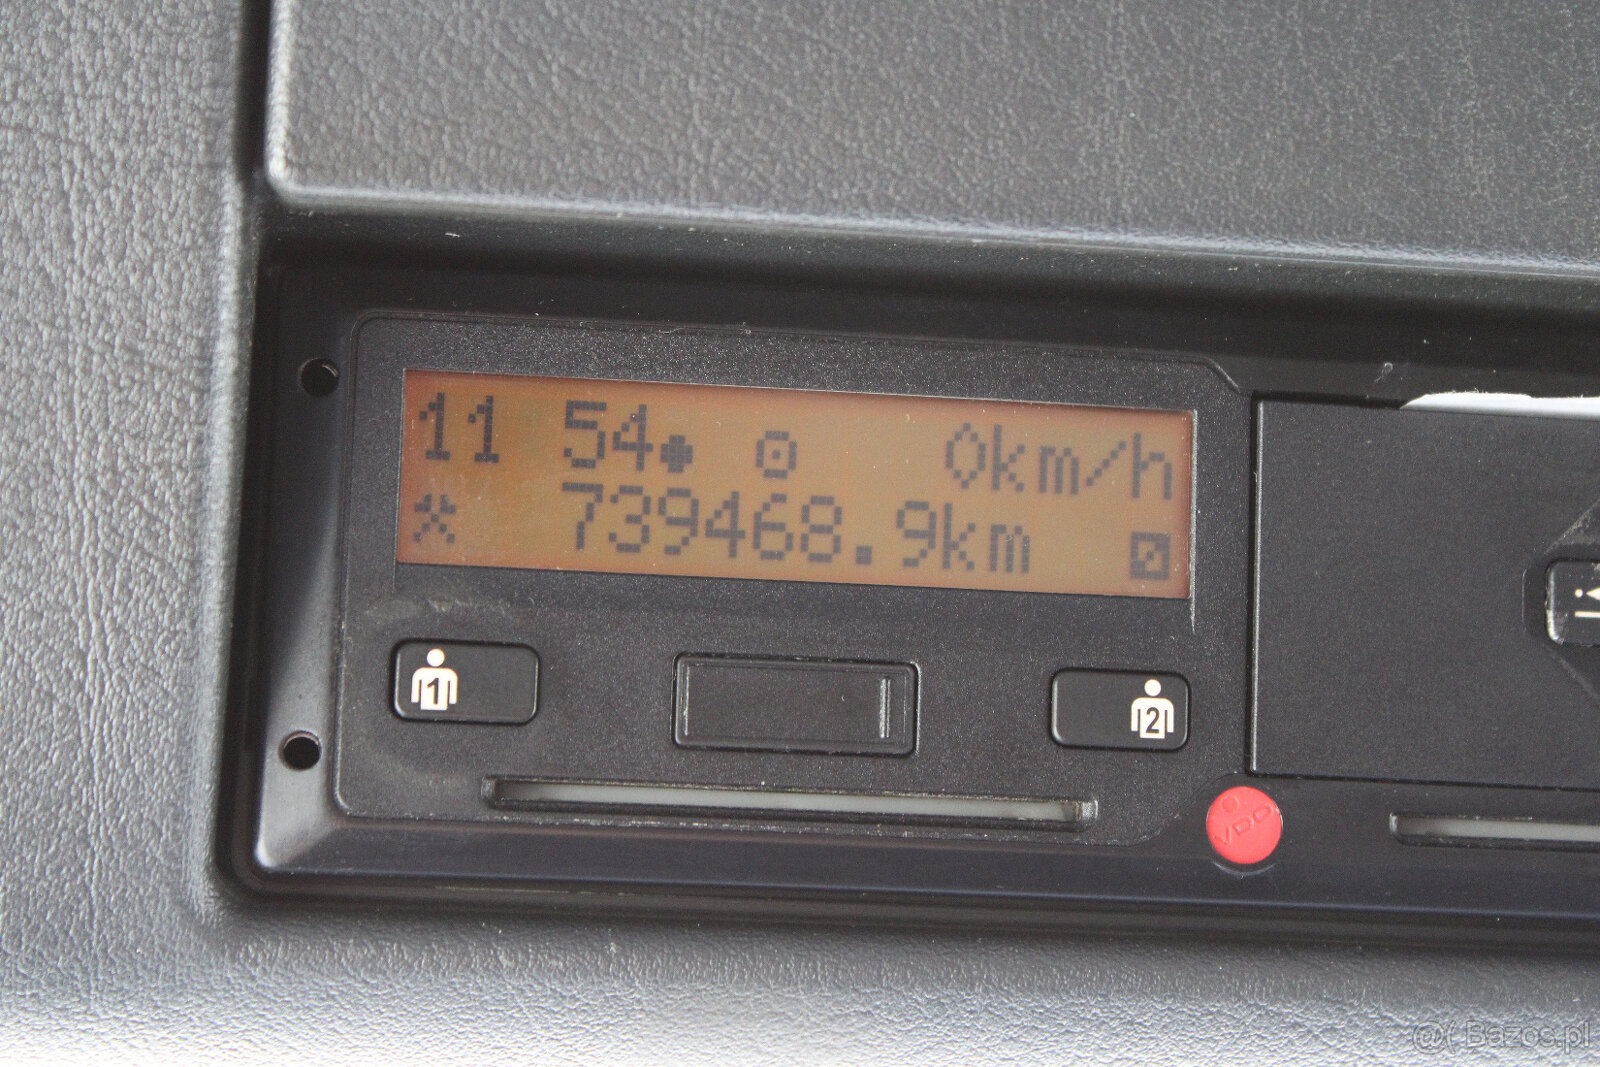 11 54 0km/h
739468.9km
1
2
VDO
@( Bazos.pl